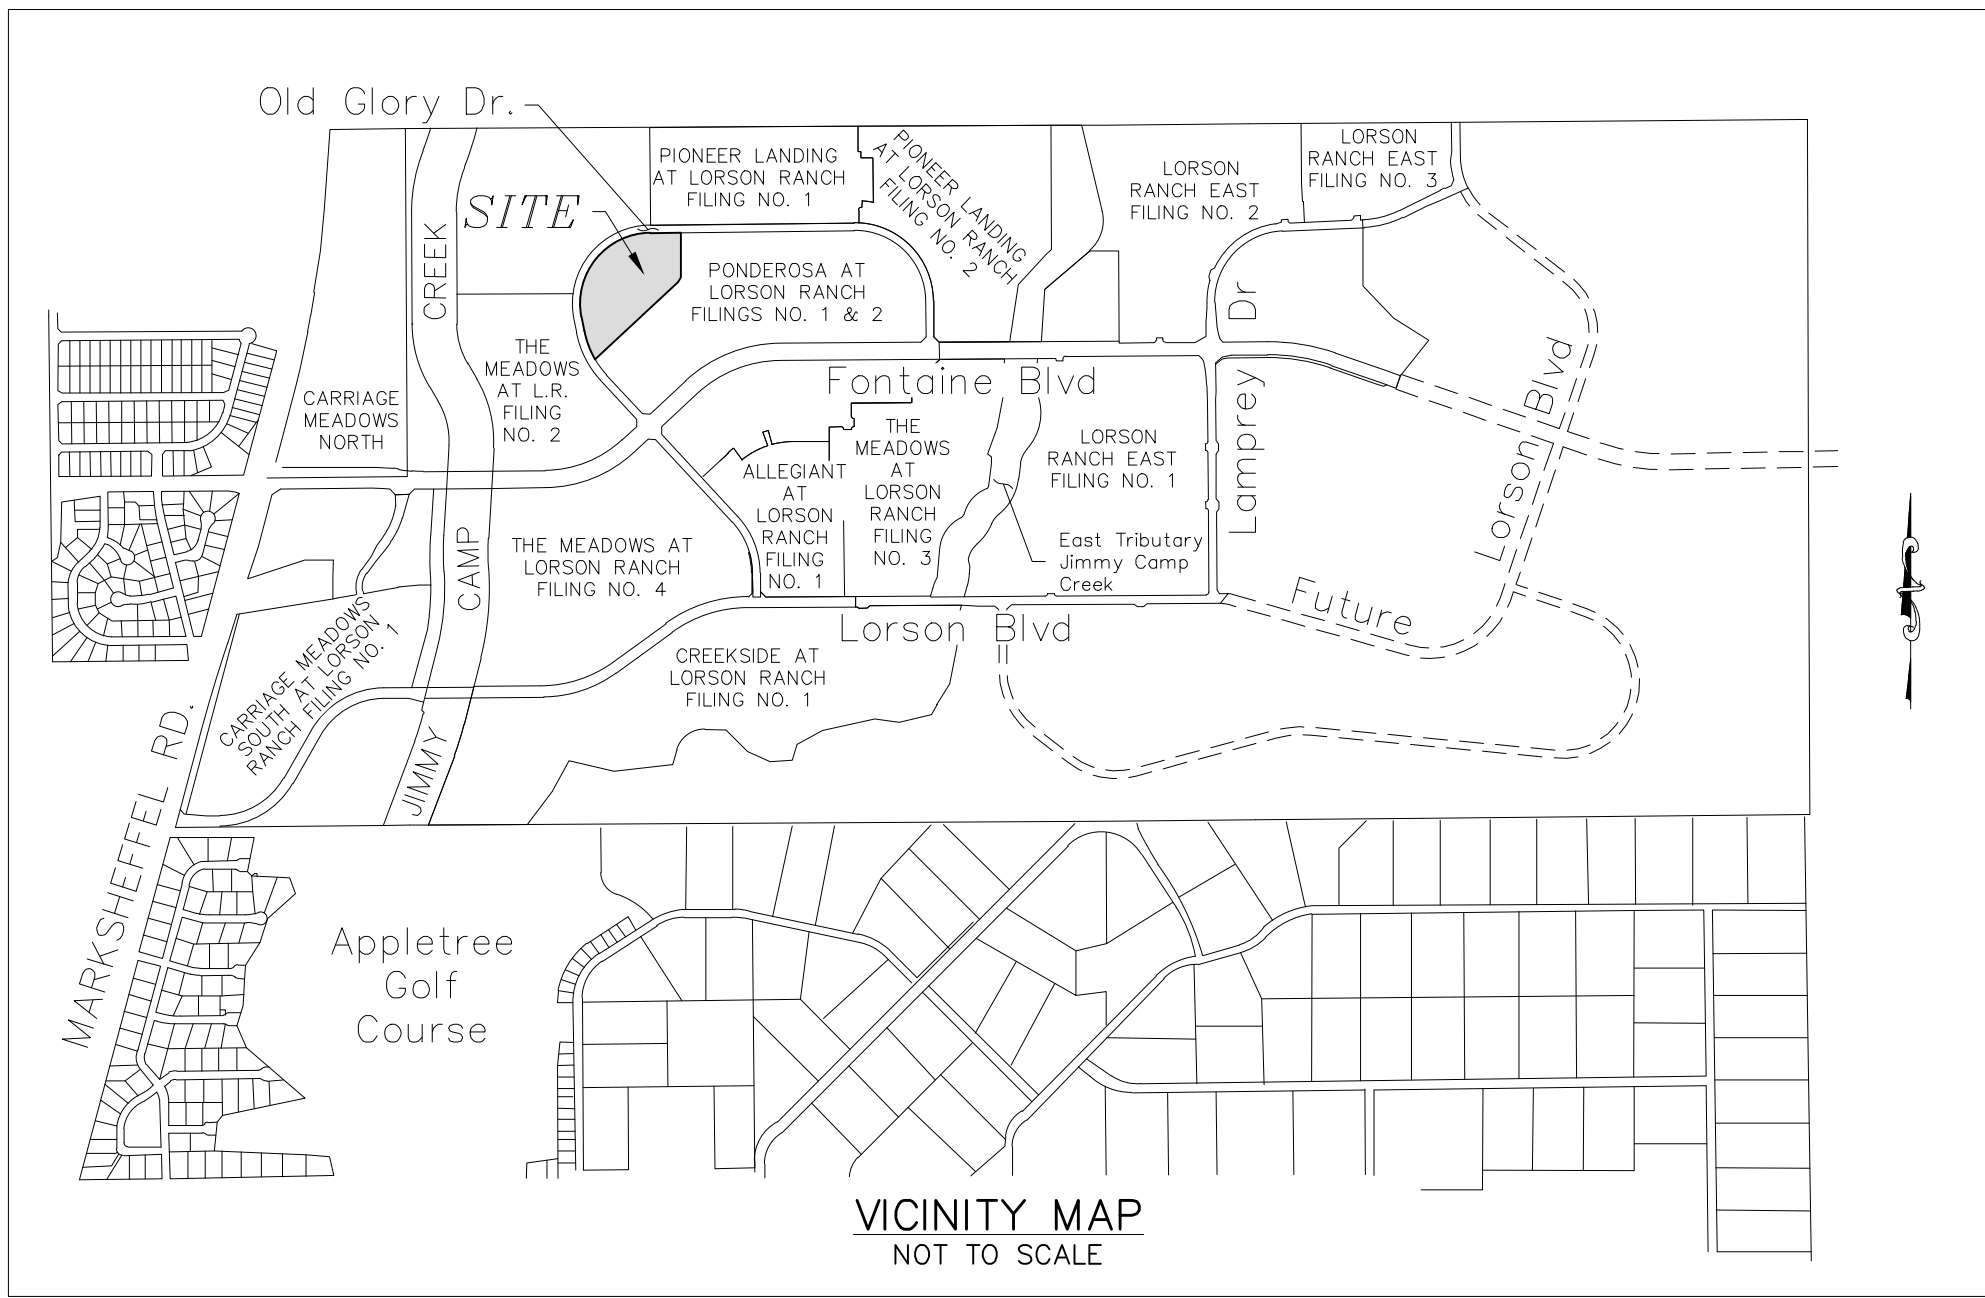 Old Glory Dr.
SITE
PIONEER LANDING
AT LORSON RANCH
FILING NO. 1
PIONEER LANDING
AT LORSON RANCH
FILING NO. 2
LORSON
RANCH EAST
FILING NO. 2
LORSON
RANCH EAST
FILING NO. 3
PONDEROSA AT
LORSON RANCH
FILINGS NO. 1 & 2
THE
MEADOWS
AT L.R.
FILING
NO. 2
CARRIAGE
MEADOWS
NORTH
JIMMY
CAMP
CREEK
Fontaine Blvd
Lamprey Dr
Lorson Blvd
ALLEGIANT
AT
LORSON
RANCH
FILING
NO. 1
THE
MEADOWS
AT
LORSON
RANCH
FILING
NO. 3
LORSON
RANCH EAST
FILING NO. 1
East Tributary
Jimmy Camp
Creek
THE MEADOWS AT
LORSON RANCH
FILING NO. 4
Future
Lorson Blvd
CARRIAGE MEADOWS
SOUTH AT LORSON
RANCH FILING NO. 1
CREEKSIDE AT
LORSON RANCH
FILING NO. 1
MARKSHEFFEL RD.
Appletree
Golf
Course
VICINITY MAP
NOT TO SCALE